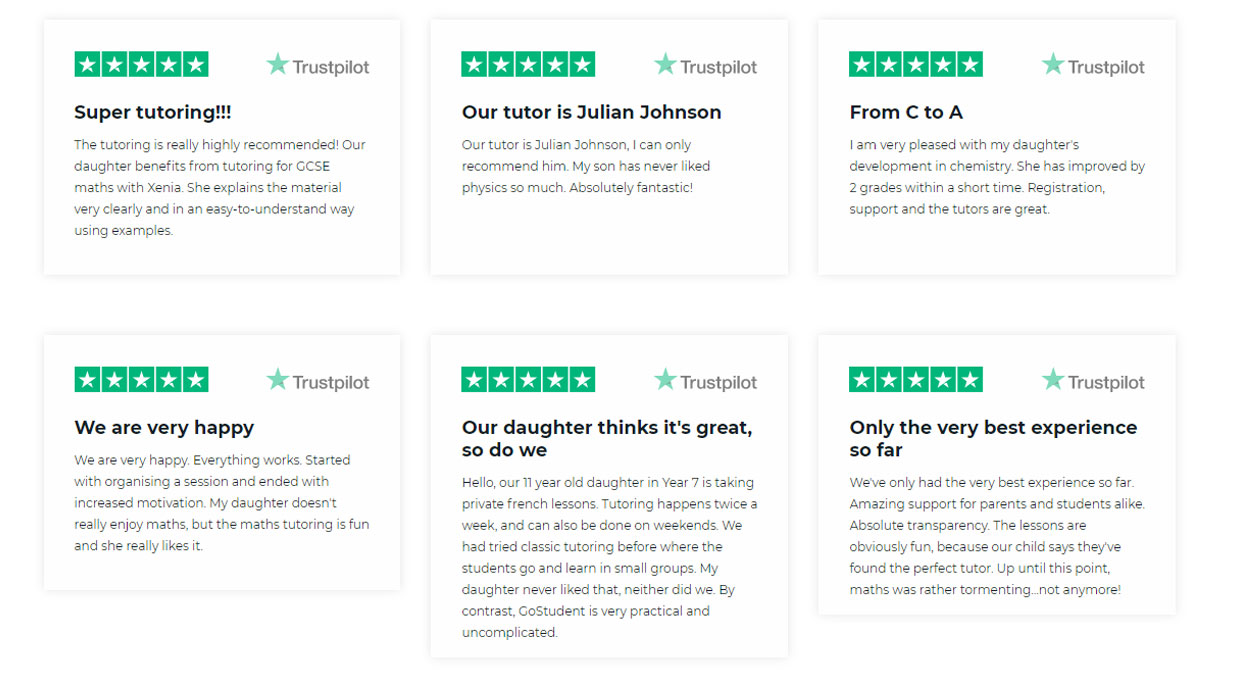 Trustpilot
Super tutoring!!!
The tutoring is really highly recommended! Our
daughter benefits from tutoring for GCSE
maths with Xenia. She explains the material
very clearly and in an easy-to-understand way
using examples.
Trustpilot
Our tutor is Julian Johnson
Our tutor is Julian Johnson, I can only
recommend him. My son has never liked
physics so much. Absolutely fantastic!
Trustpilot
From C to A
I am very pleased with my daughter's
development in chemistry. She has improved by
2 grades within a short time. Registration,
support and the tutors are great.
Trustpilot
We are very happy
We are very happy. Everything works. Started
with organising a session and ended with
increased motivation. My daughter doesn't
really enjoy maths, but the maths tutoring is fun
and she really likes it.
Trustpilot
Our daughter thinks it's great,
so do we
Hello, our 11 year old daughter in Year 7 is taking
private french lessons. Tutoring happens twice a
week, and can also be done on weekends. We
had tried classic tutoring before where the
students go and learn in small groups. My
daughter never liked that, neither did we. By
contrast, GoStudent is very practical and
uncomplicated.
Trustpilot
Only the very best experience
so far
We've only had the very best experience so far.
Amazing support for parents and students alike.
Absolute transparency. The lessons are
obviously fun, because our child says they've
found the perfect tutor. Up until this point,
maths was rather tormenting...not anymore!